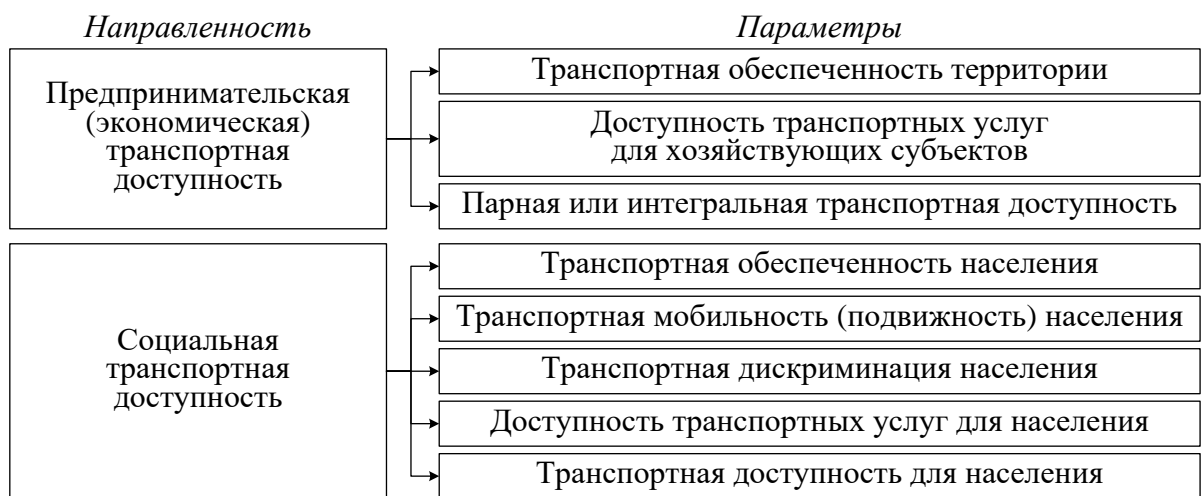 Направленность
Параметры
Предпринимательская
(экономическая)
транспортная
доступность
Транспортная обеспеченность территории
Доступность транспортных услуг
для хозяйствующих субъектов
Парная или интегральная транспортная доступность
Социальная
транспортная
доступность
Транспортная обеспеченность населения
Транспортная мобильность (подвижность) населения
Транспортная дискриминация населения
Доступность транспортных услуг для населения
Транспортная доступность для населения